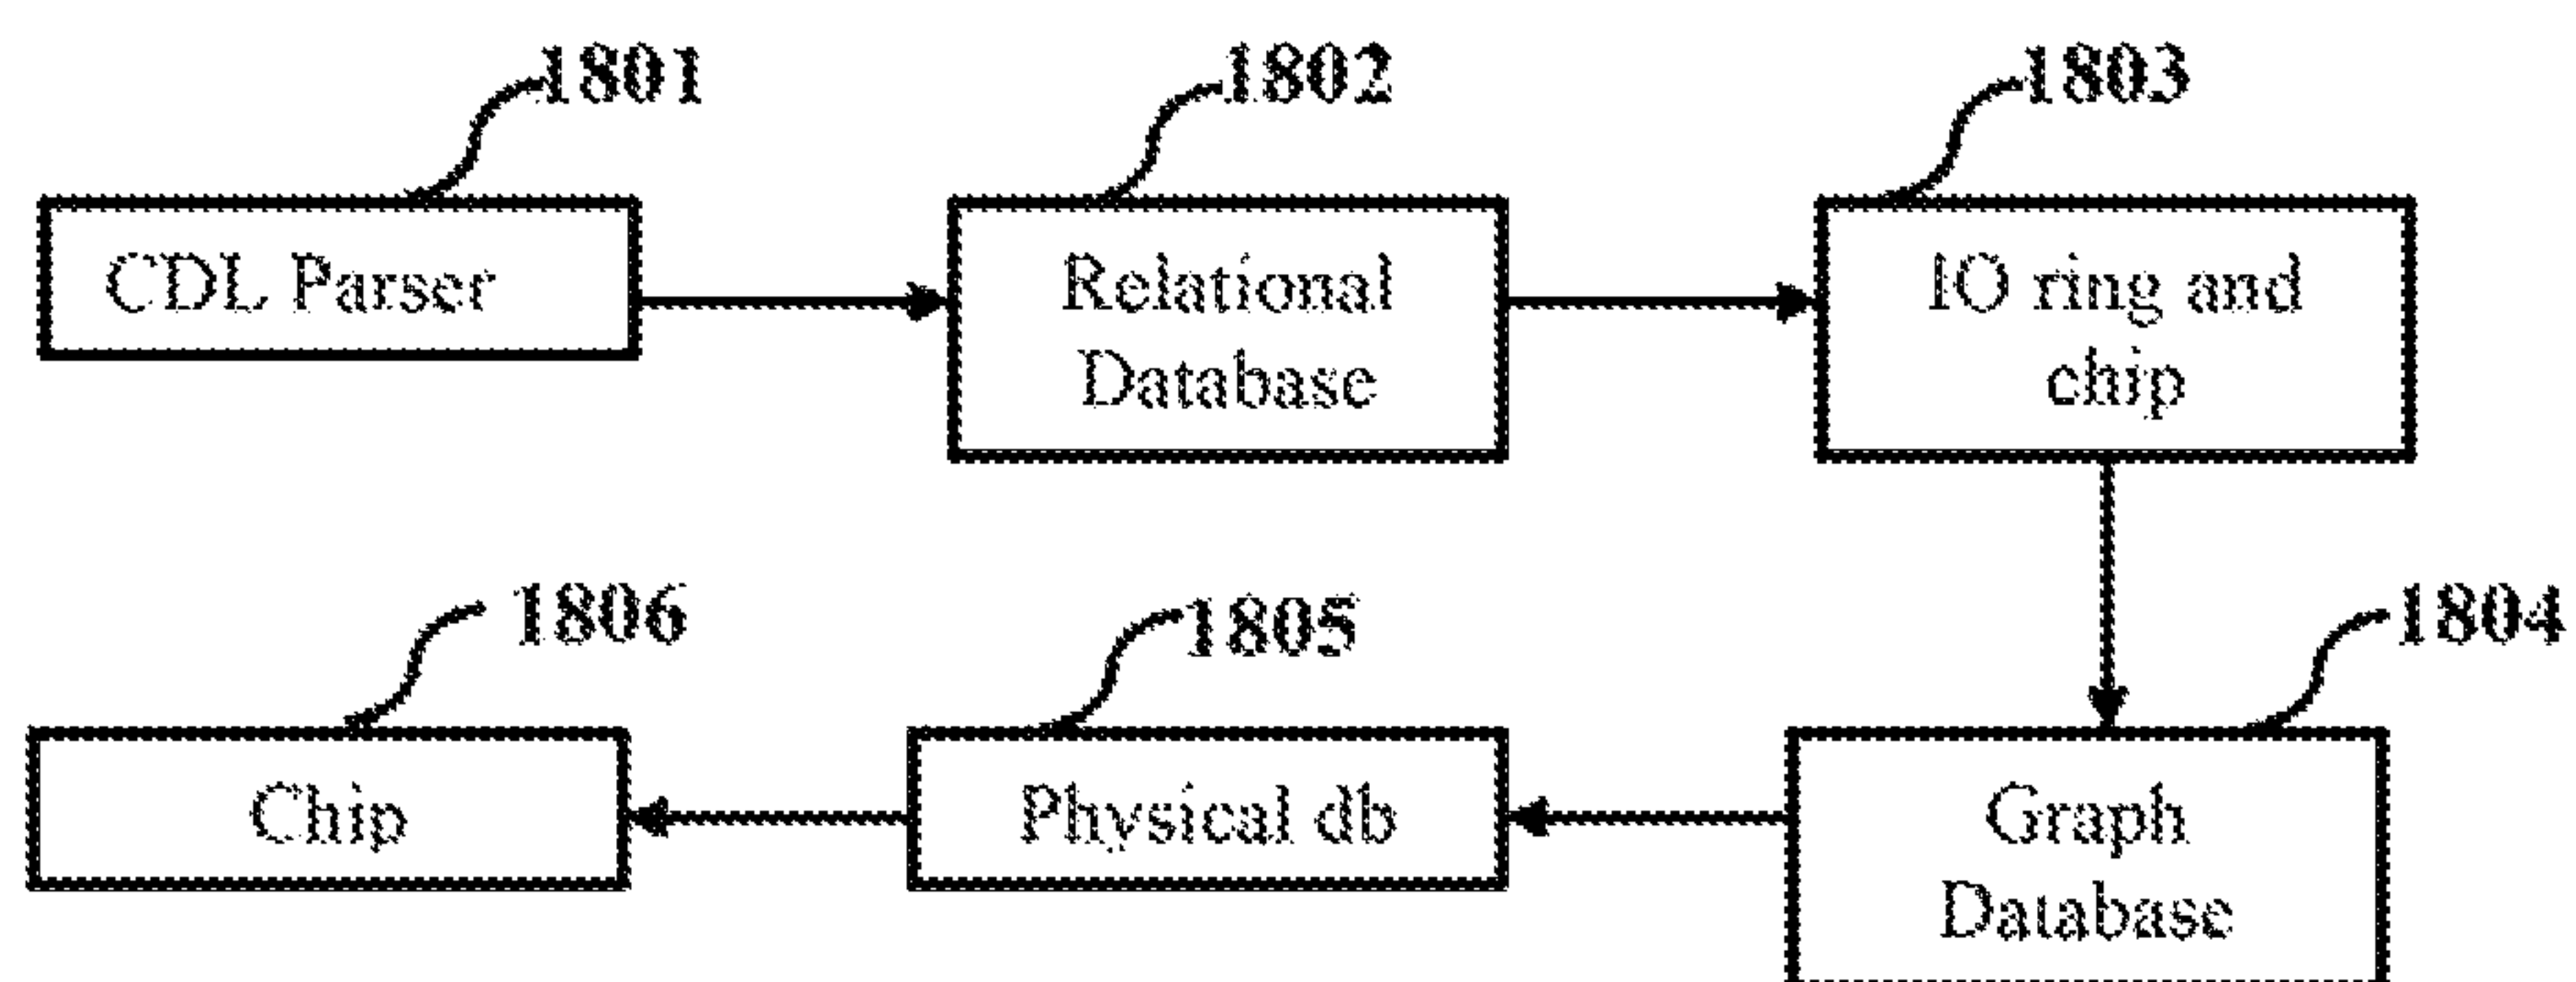 1801
1802
1803
CDL Parser
Relational
Database
IO ring and
chip
1806
1805
1804
Chip
Physical db
Graph
Database